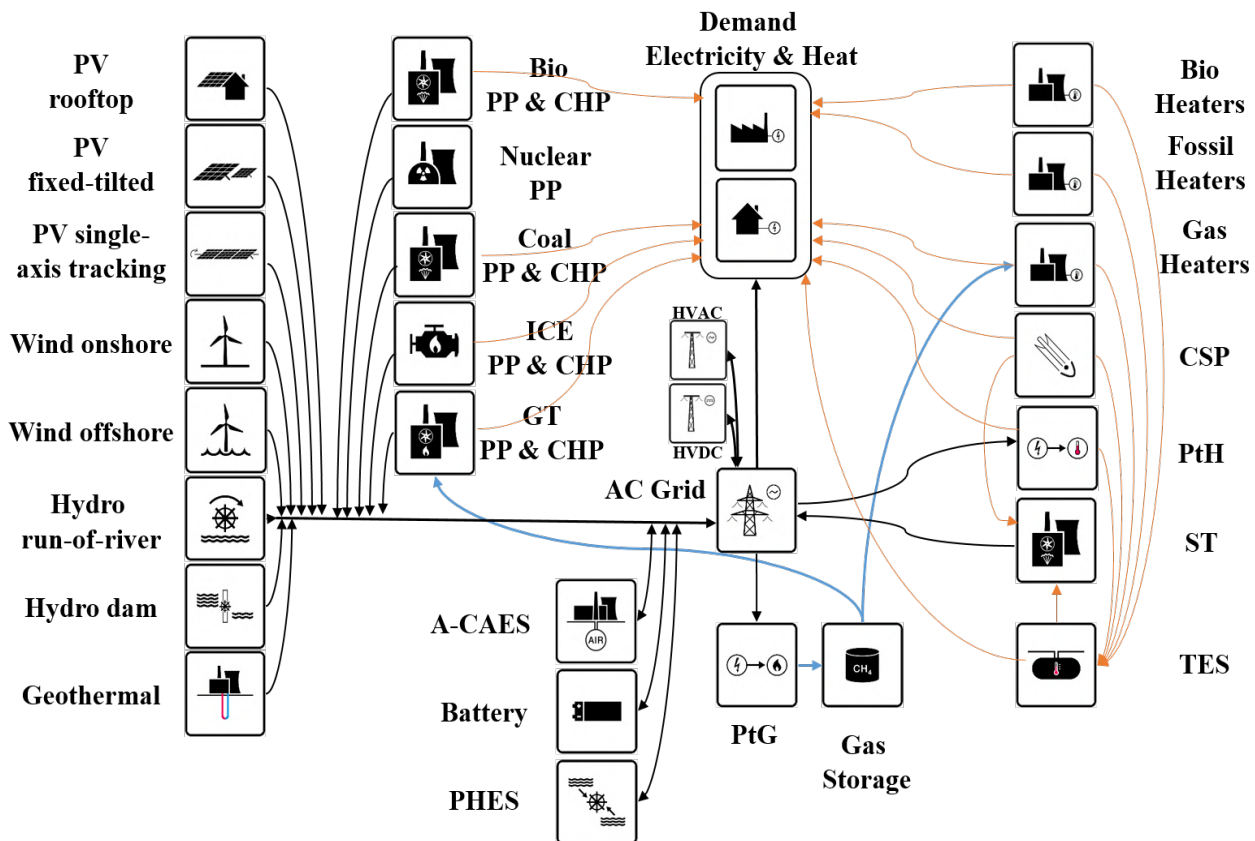 PV
rooftop
PV
fixed-tilted
PV single-
axis tracking
Wind onshore
Wind offshore
Hydro
run-of-river
Hydro dam
Geothermal
Bio
PP & CHP
Nuclear
PP
Coal
PP & CHP
ICE
PP & CHP
GT
PP & CHP
Demand
Electricity & Heat
HVAC
HVDC
AC Grid
A-CAES
AIR
Battery
PHES
PtG
CH4
Gas
Storage
Bio
Heaters
Fossil
Heaters
Gas
Heaters
CSP
PtH
ST
TES